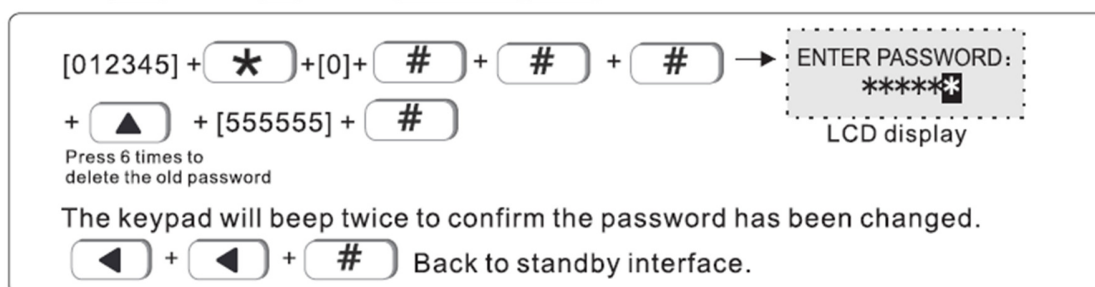 [012345] + * +[0]+ # + # + # → ENTER PASSWORD:
******
+ ▲ + [555555] + #
LCD display
Press 6 times to
delete the old password
The keypad will beep twice to confirm the password has been changed.
◀ + ◀ + # Back to standby interface.